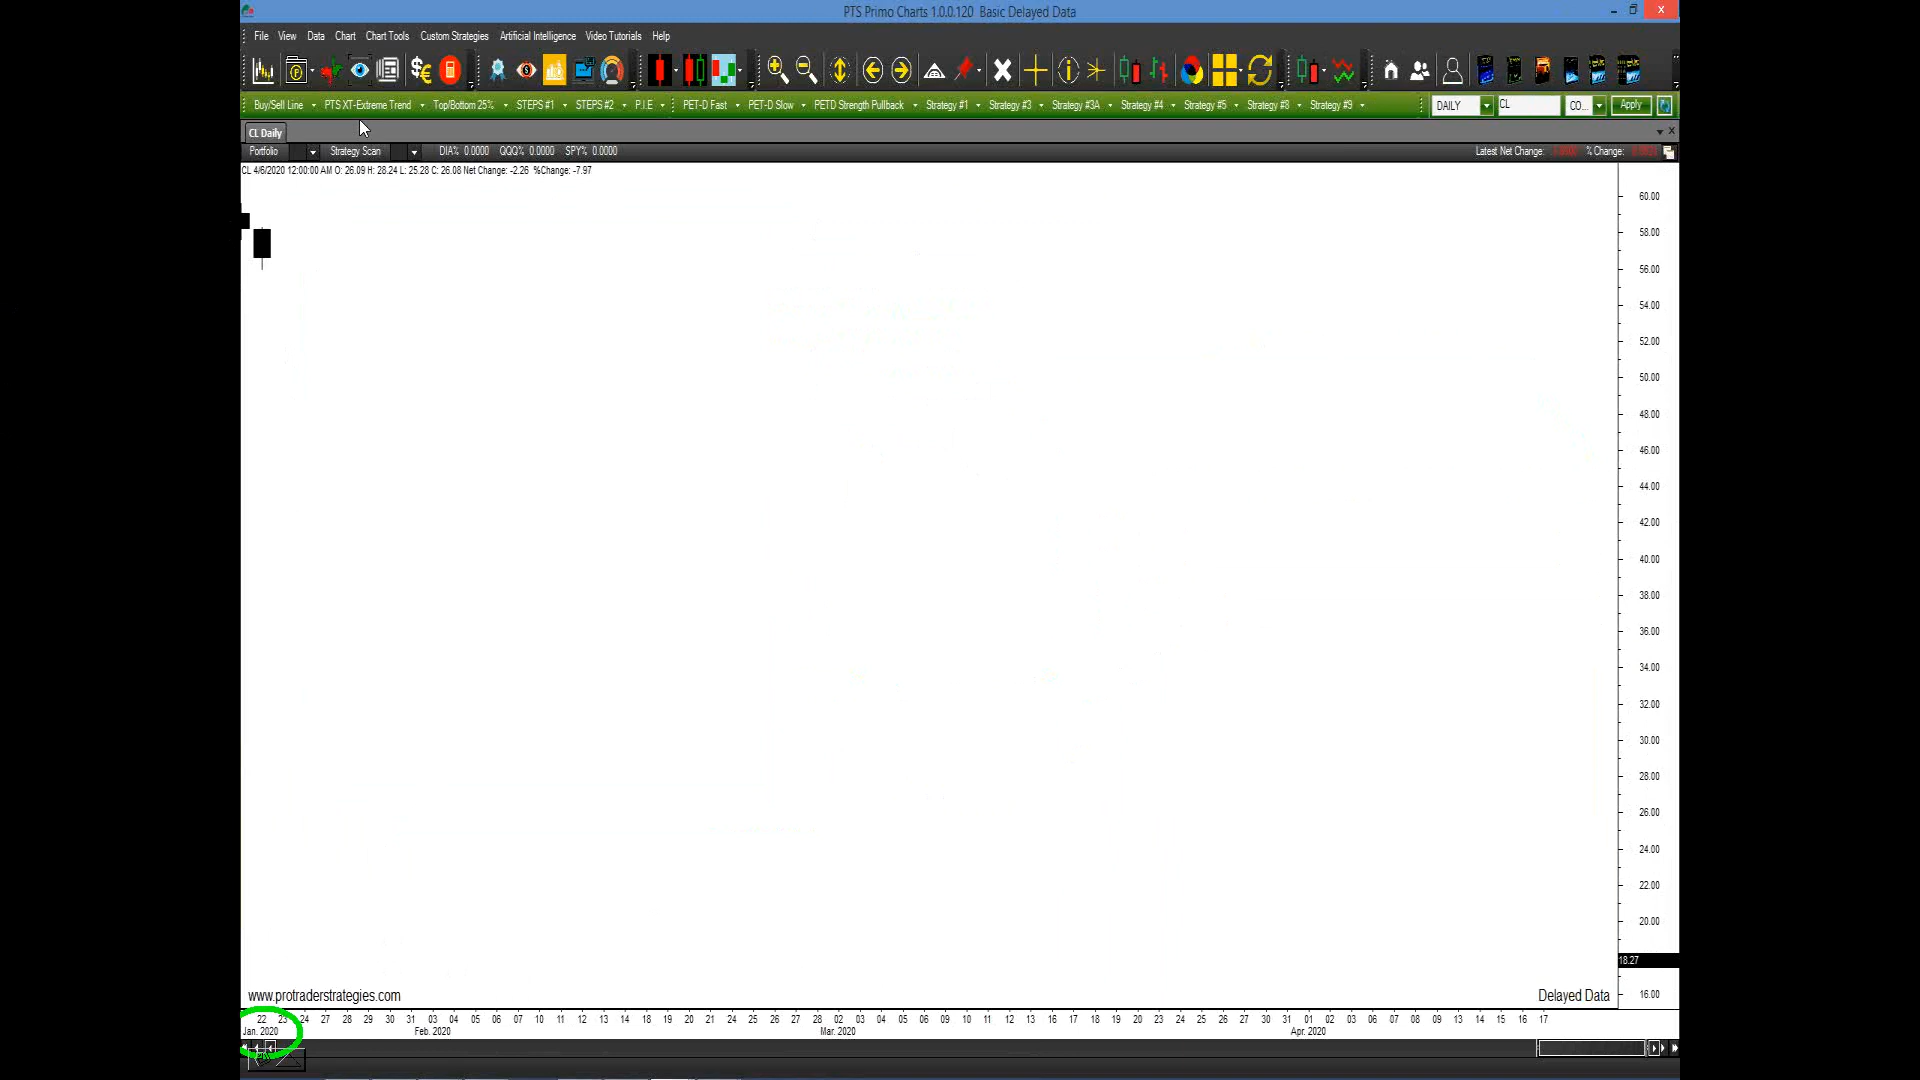 PTS Primo Charts 1.0.0.120 Basic Delayed Data
File View Data Chart Chart Tools Custom Strategies Artificial Intelligence Video Tutorials Help
Buy/Sell Line PTS XT-Extreme Trend Top/Bottom 25% STEPS #1 STEPS #2 P.I.E PET-D Fast PET-D Slow PETD Strength Pullback Strategy #1 Strategy #3 Strategy #3A Strategy #4 Strategy #5 Strategy #8 Strategy #9 DAILY CL CO... Apply
CL Daily
Portfolio Strategy Scan DIA% 0.0000 QQQ% 0.0000 SPY% 0.0000 Latest Net Change: % Change:
CL 4/6/2020 12:00:00 AM O: 26.09 H: 28.24 L: 25.28 C: 26.08 Net Change: -2.26 %Change: -7.97
60.00
58.00
56.00
54.00
52.00
50.00
48.00
46.00
44.00
42.00
40.00
38.00
36.00
34.00
32.00
30.00
28.00
26.00
24.00
22.00
20.00
18.27
16.00
www.protraderstrategies.com Delayed Data
22 23 24 27 28 29 30 31 03 04 05 06 07 10 11 12 13 14 18 19 20 21 24 25 26 27 28 02 03 04 05 06 09 10 11 12 13 16 17 18 19 20 23 24 25 26 27 30 31 01 02 03 06 07 08 09 13 14 15 16 17
Jan. 2020 Feb. 2020 Mar. 2020 Apr. 2020